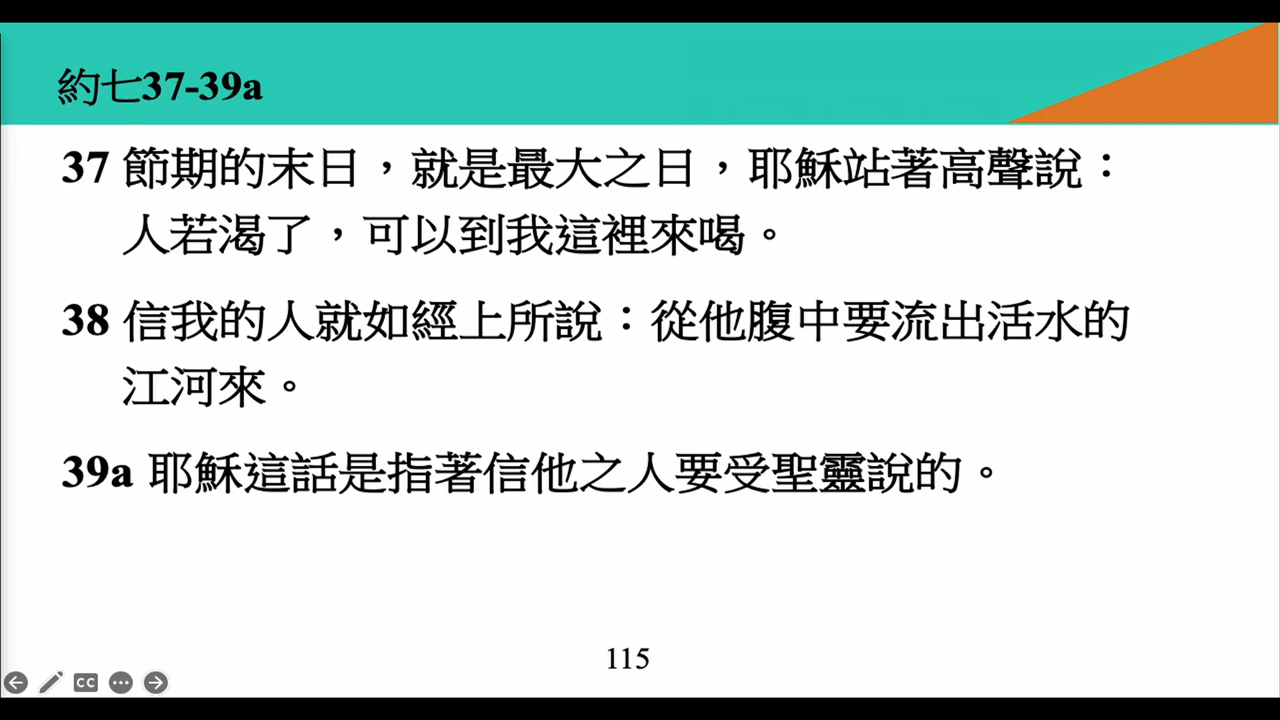 約七37-39a
37 節期的末日，就是最大之日，耶穌站著高聲說：
人若渴了，可以到我這裡來喝。
38 信我的人就如經上所說：從他腹中要流出活水的
江河來。
39a 耶穌這話是指著信他之人要受聖靈說的。
115
CC